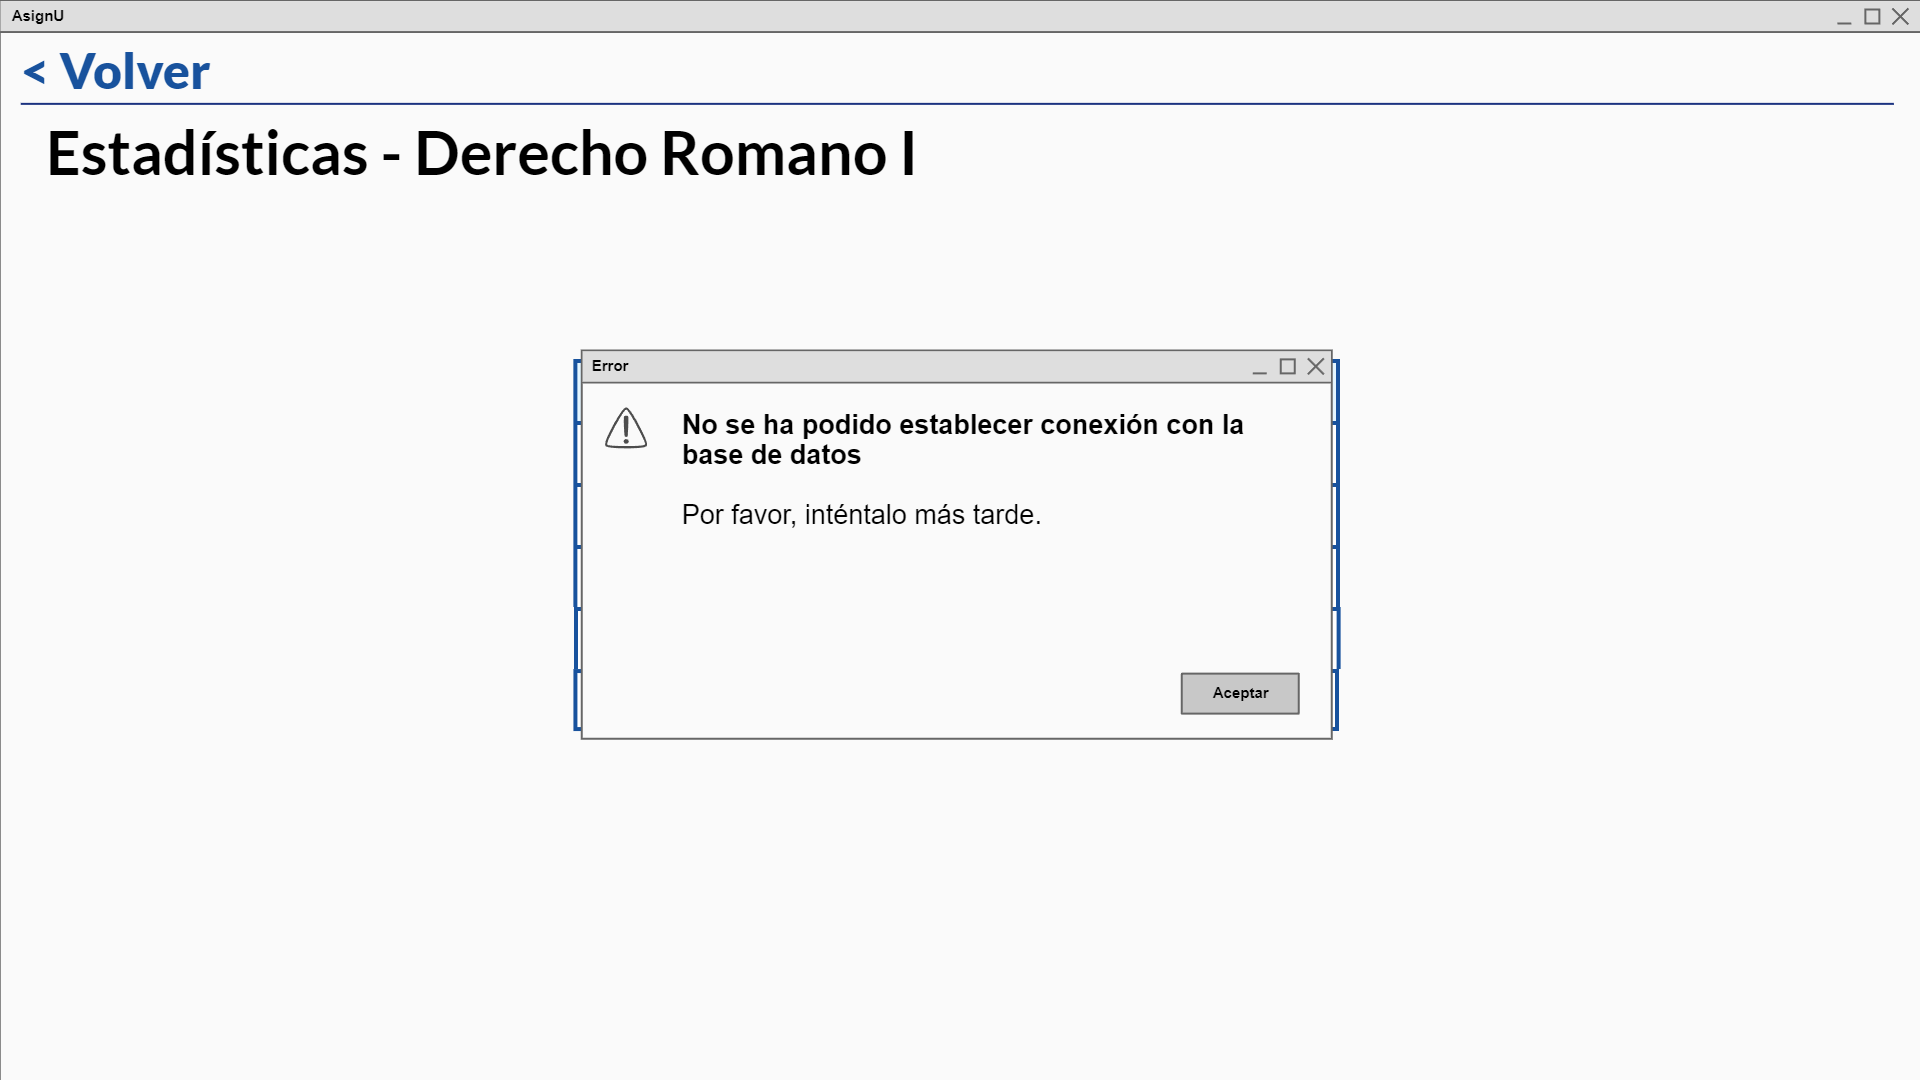 AsignU
< Volver
Estadísticas - Derecho Romano I
Error
No se ha podido establecer conexión con la
base de datos
Por favor, inténtalo más tarde.
Aceptar